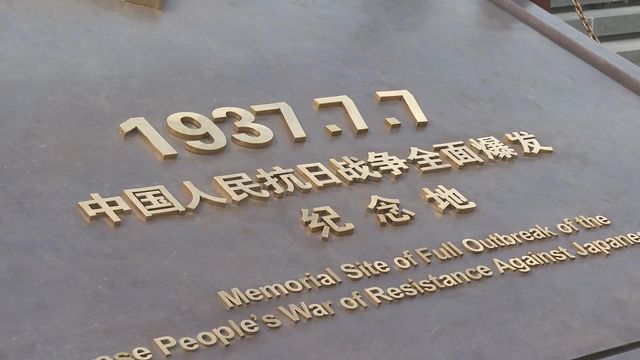 1937.7.7
中国人民抗日战争全面爆发
纪念地
Memorial Site of Full Outbreak of the
People's War of Resistance Against